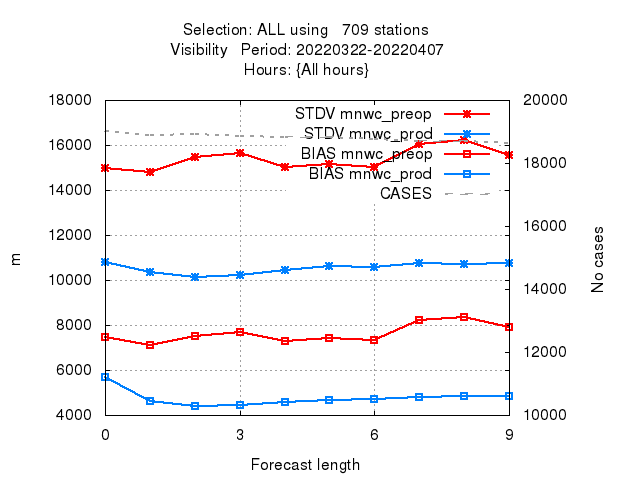 Selection: ALL using   709 stations
Visibility   Period: 20220322-20220407
Hours: {All hours}
18000
16000
14000
12000
10000
8000
6000
4000
20000
18000
16000
14000
12000
10000
STDV mnwc_preop
STDV mnwc_prod
BIAS mnwc_preop
BIAS mnwc_prod
CASES
m
No cases
0 3 6 9
Forecast length